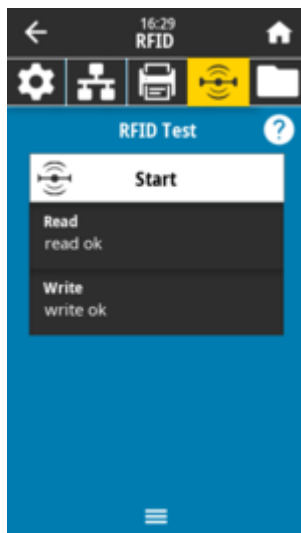 16:29
RFID
RFID Test
?
Start
Read
read ok
Write
write ok